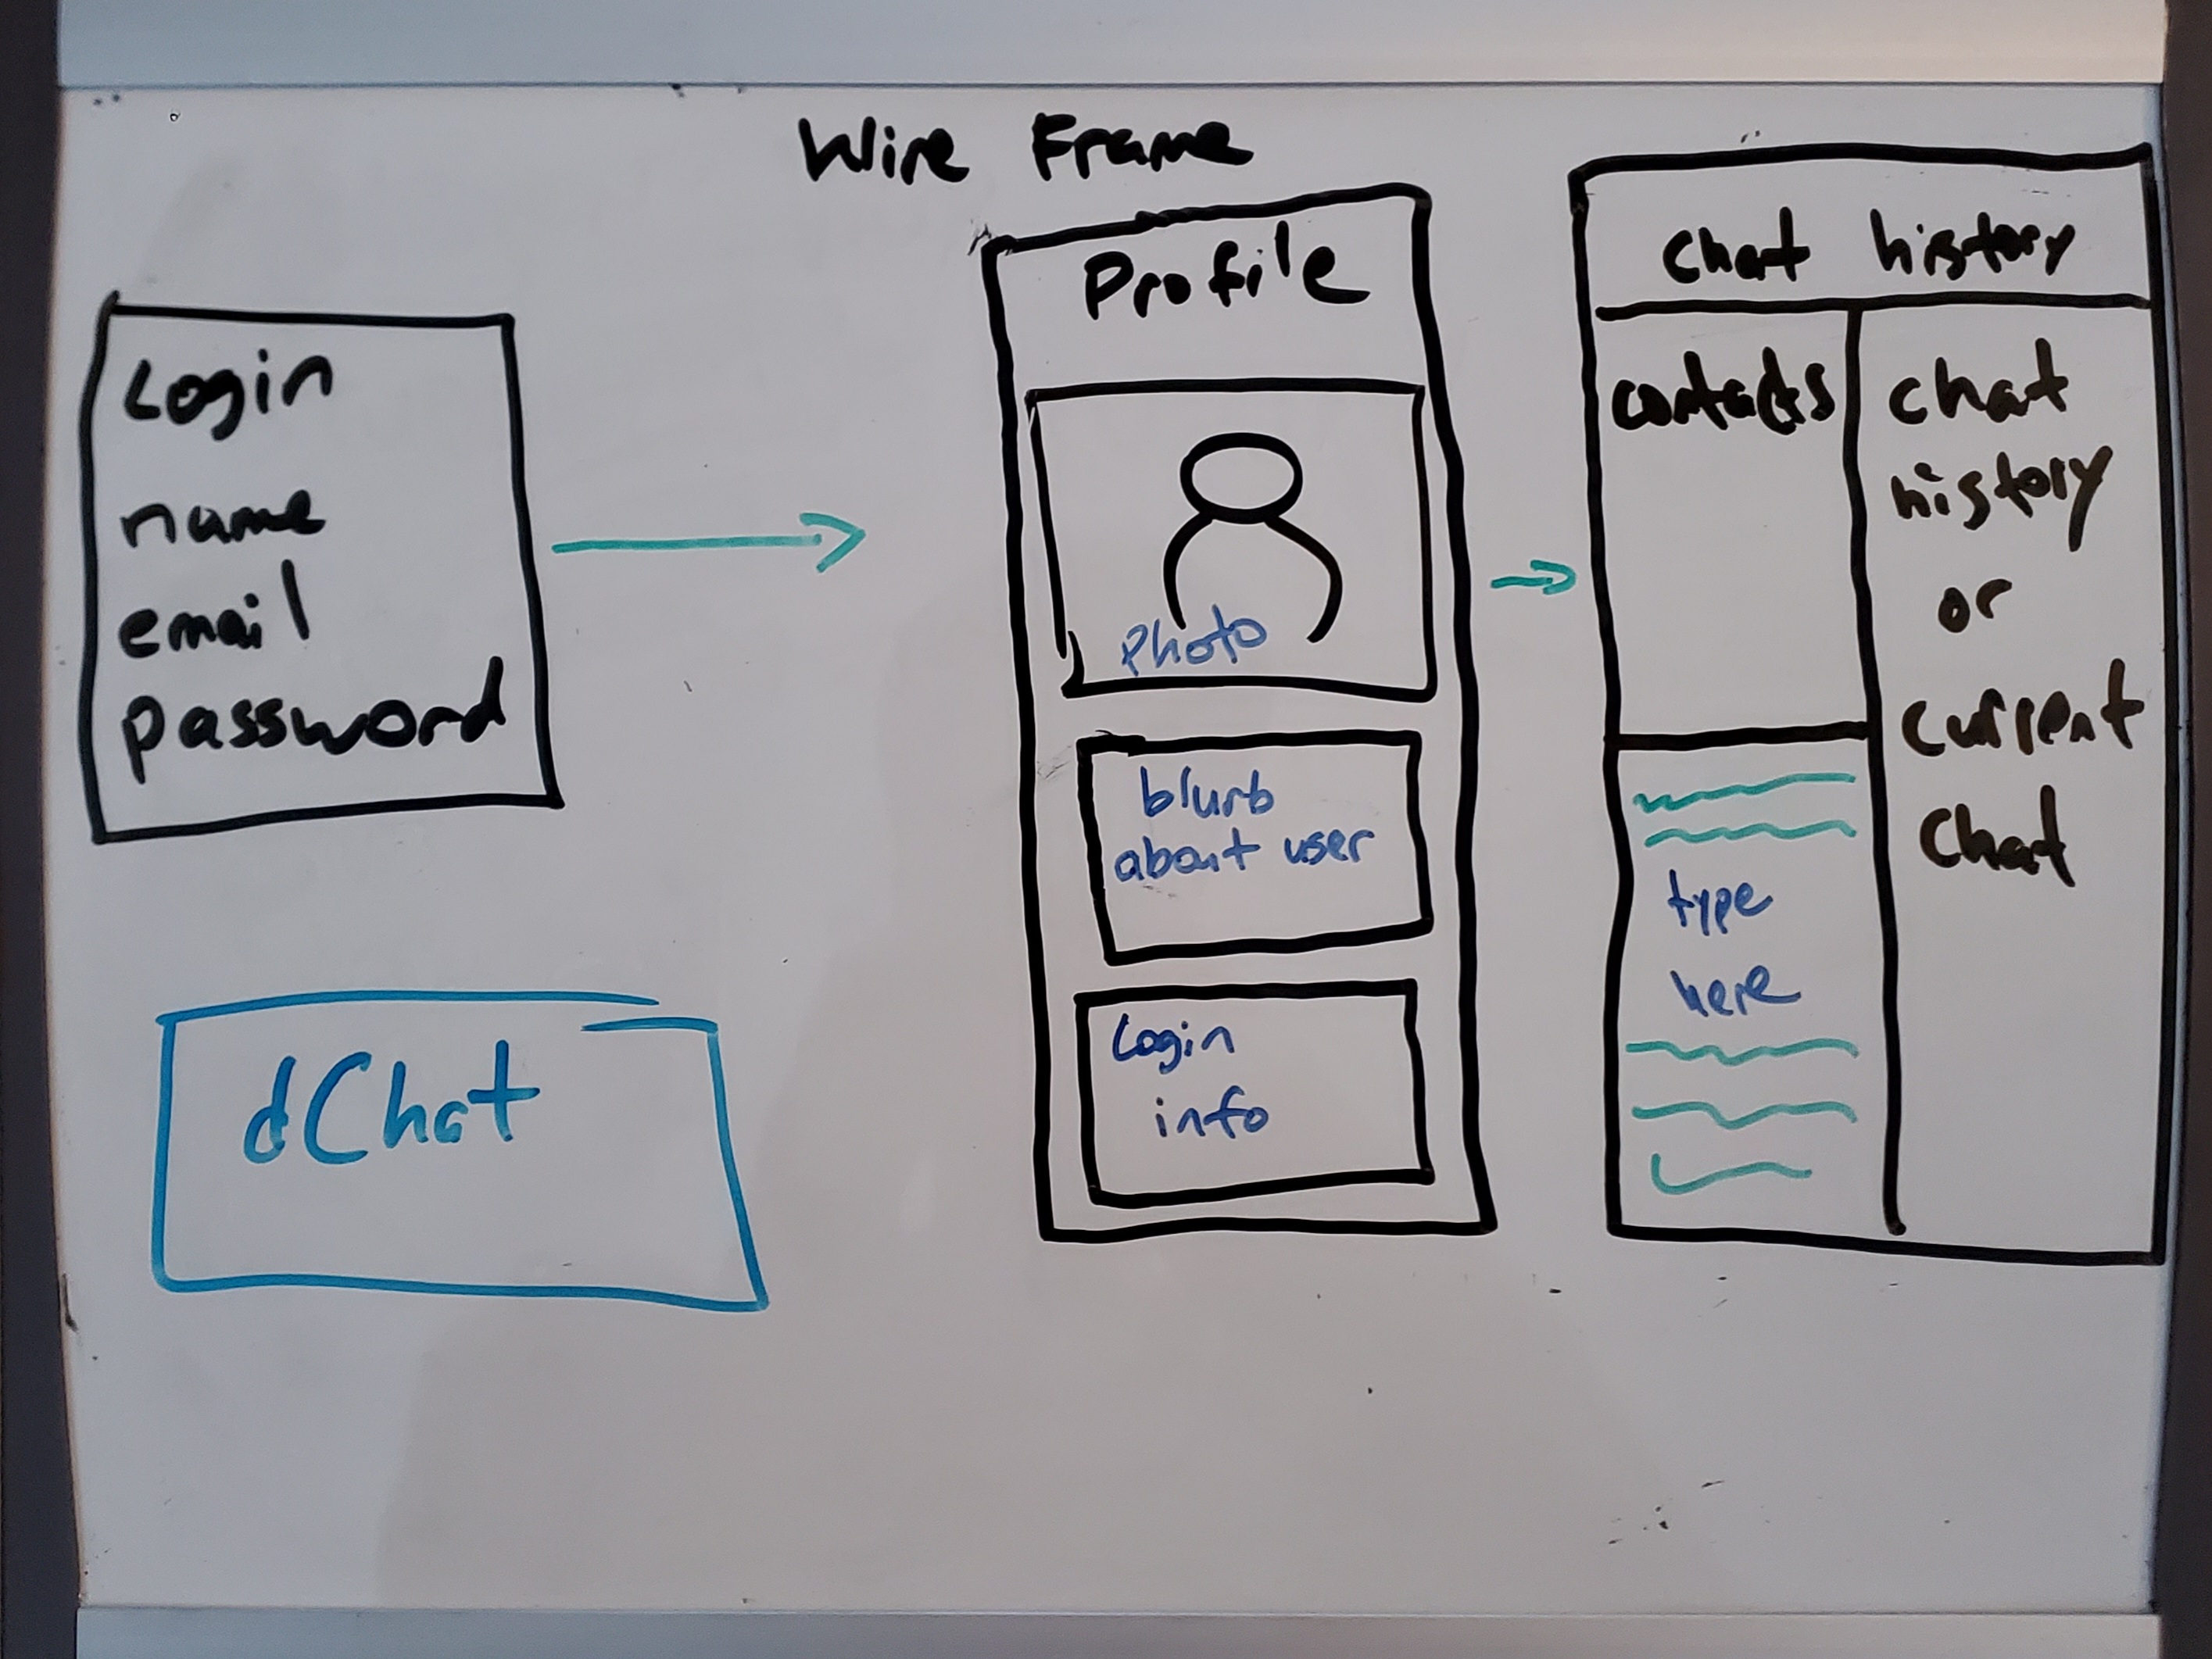 Wire Frame
Login
name
email
password
dChat
Profile
photo
blurb
about user
Login
info
chat history
contacts
type
here
chat
history
or
current
chat